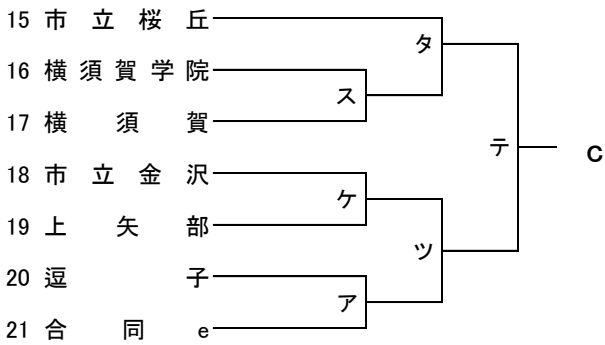 15 市立桜丘
タ
16 横須賀学院
ス
17 横須賀
テ
C
18 市立金沢
ケ
19 上矢部
ツ
20 逗子
ア
21 合同e